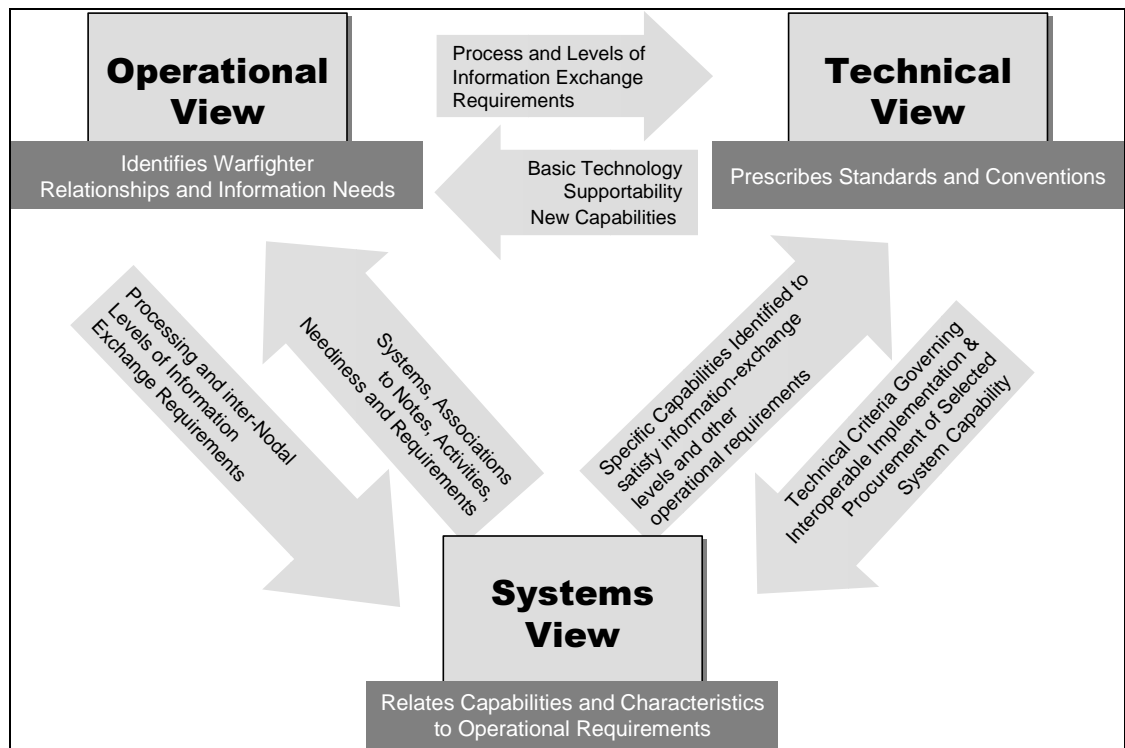 Operational
View
Identifies Warfighter
Relationships and Information Needs
Process and Levels of
Information Exchange
Requirements
Basic Technology
Supportability
New Capabilities
Technical
View
Prescribes Standards and Conventions
Processing and inter-Nodal
Levels of Information
Exchange Requirements
Systems, Associations
to Notes, Activities,
Neediness and Requirements
Specific Capabilities Identified to
satisfy information-exchange
levels and other
operational requirements
Technical Criteria Governing
Interoperable Implementation &
Procurement of Selected
System Capability
Systems
View
Relates Capabilities and Characteristics
to Operational Requirements